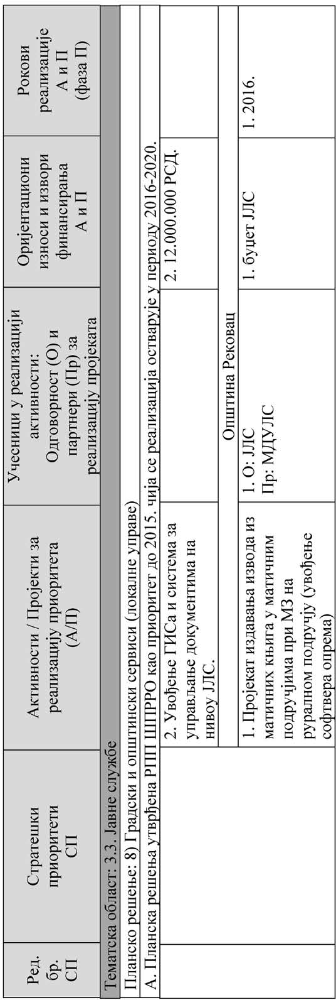 Ред.
бр.
СП
Стратешки
приоритети
СП
Активности / Пројекти за
реализацију приоритета
(А/П)
Учесници у реализацији
активности:
Одговорност (О) и
партнери (Пр) за
реализацију пројеката
Оријентациони
износи и извори
финансирања
А и П
Рокови
реализације
А и П
(фаза П)
Тематска област: 3.3. Јавне службе
Планско решење: 8) Градски и општински сервиси (локалне управе)
А. Планска решења утврђена РПП ШПРРО као приоритет до 2015. чија се реализација остварује у периоду 2016-2020.
2. Увођење ГИСа и система за
управљање документима на
нивоу ЈЛС.
2. 12.000.000 РСД.
Општина Рековац
1. Пројекат издавања извода из
матичних књига у матичним
подручјима при МЗ на
руралном подручју (увођење
софтвера опрема)
1. О: ЈЛС
Пр: МДУЛС
1. буџет ЈЛС
1. 2016.